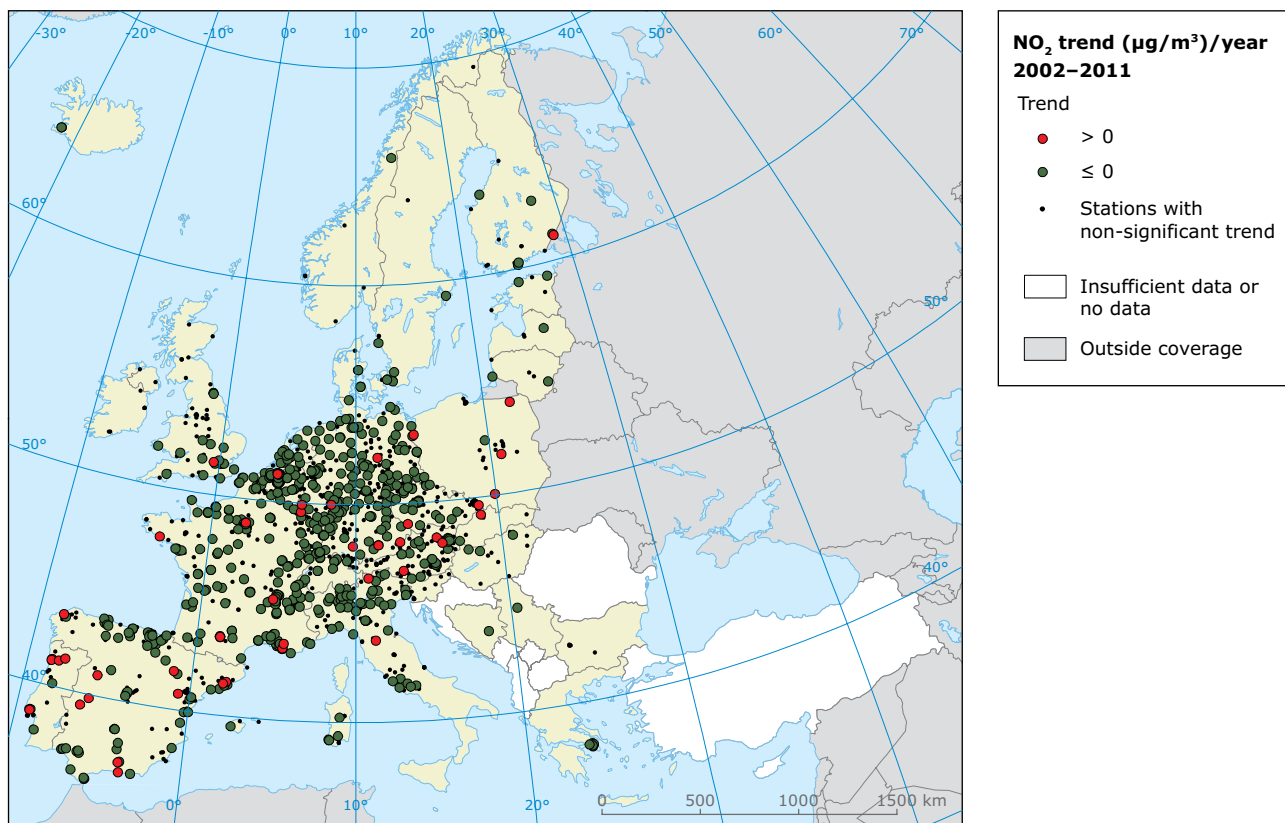 -30° -20° -10° 0° 10° 20° 30° 40° 50° 60° 70°
60°
60°
50°
50°
40°
40°
0° 10° 20°
0 500 1000 1500 km
NO₂ trend (µg/m³)/year
2002–2011
Trend
> 0
≤ 0
Stations with
non-significant trend
Insufficient data or
no data
Outside coverage